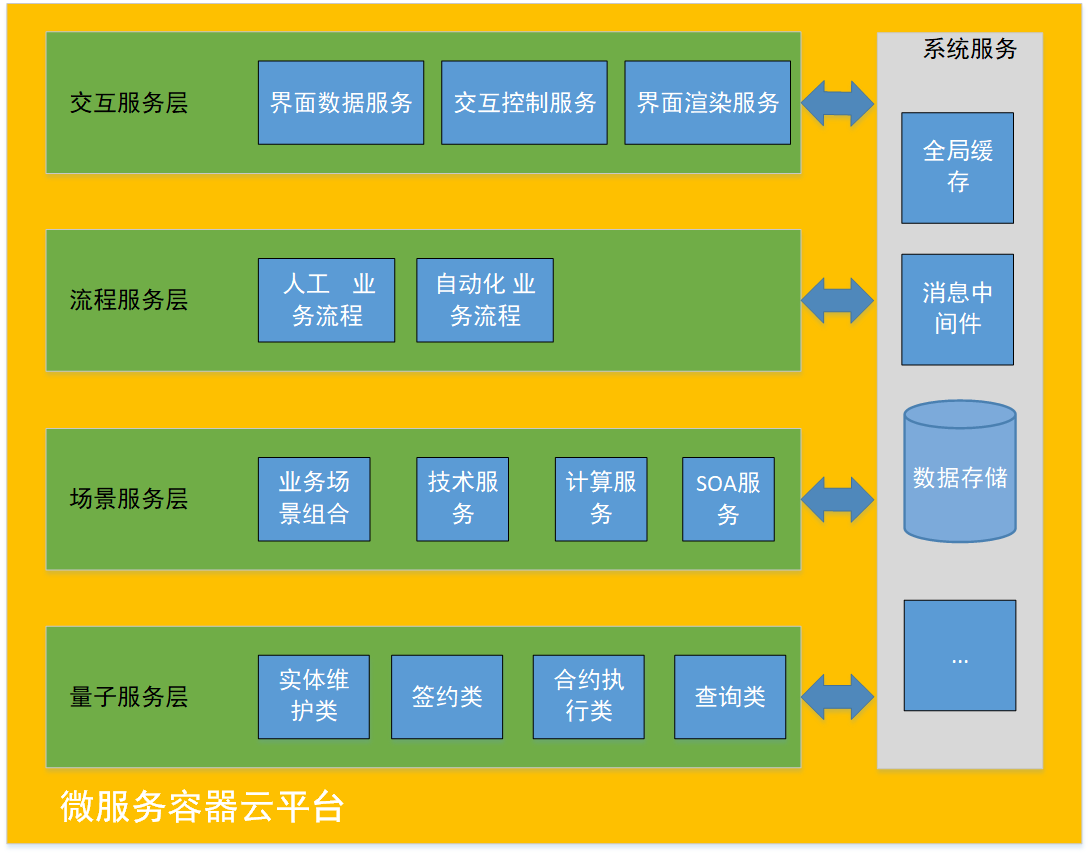 系统服务
交互服务层
界面数据服务
交互控制服务
界面渲染服务
全局缓
存
流程服务层
人工 业
务流程
自动化 业
务流程
消息中
间件
场景服务层
业务场
景组合
技术服
务
计算服
务
SOA服
务
数据存储
量子服务层
实体维
护类
签约类
合约执
行类
查询类
...
微服务容器云平台